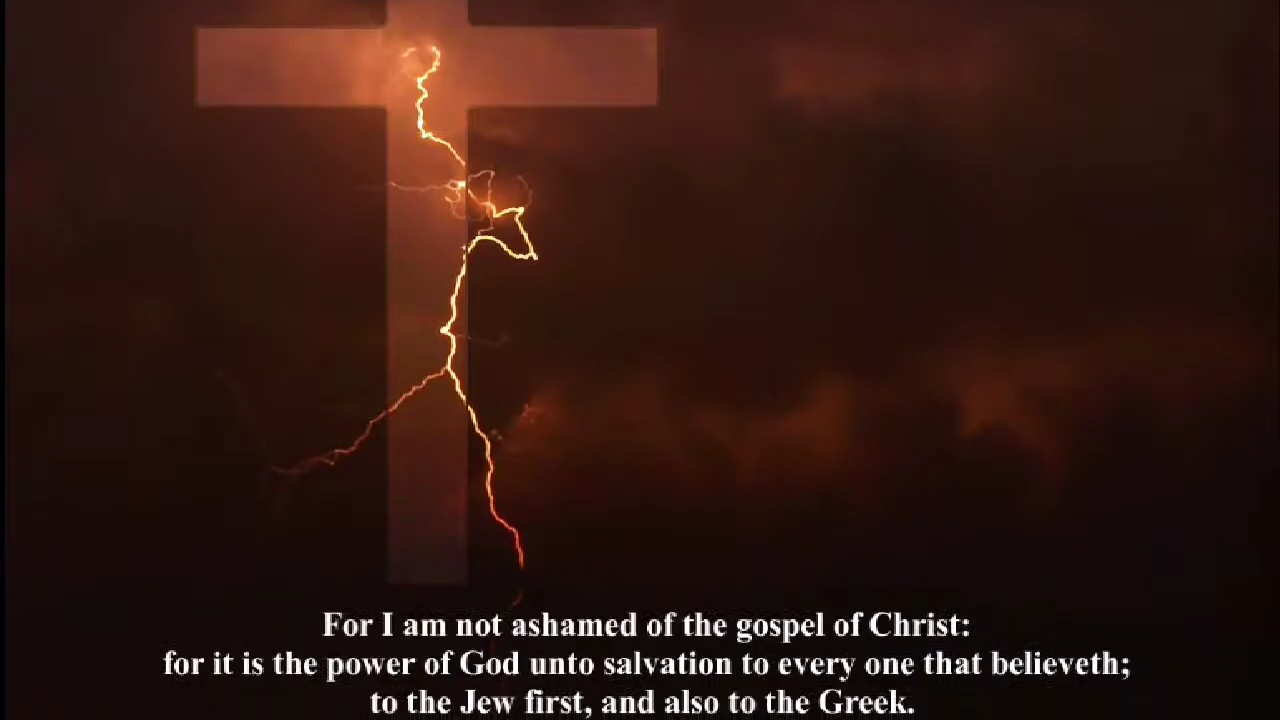 For I am not ashamed of the gospel of Christ:
for it is the power of God unto salvation to every one that believeth;
to the Jew first, and also to the Greek.